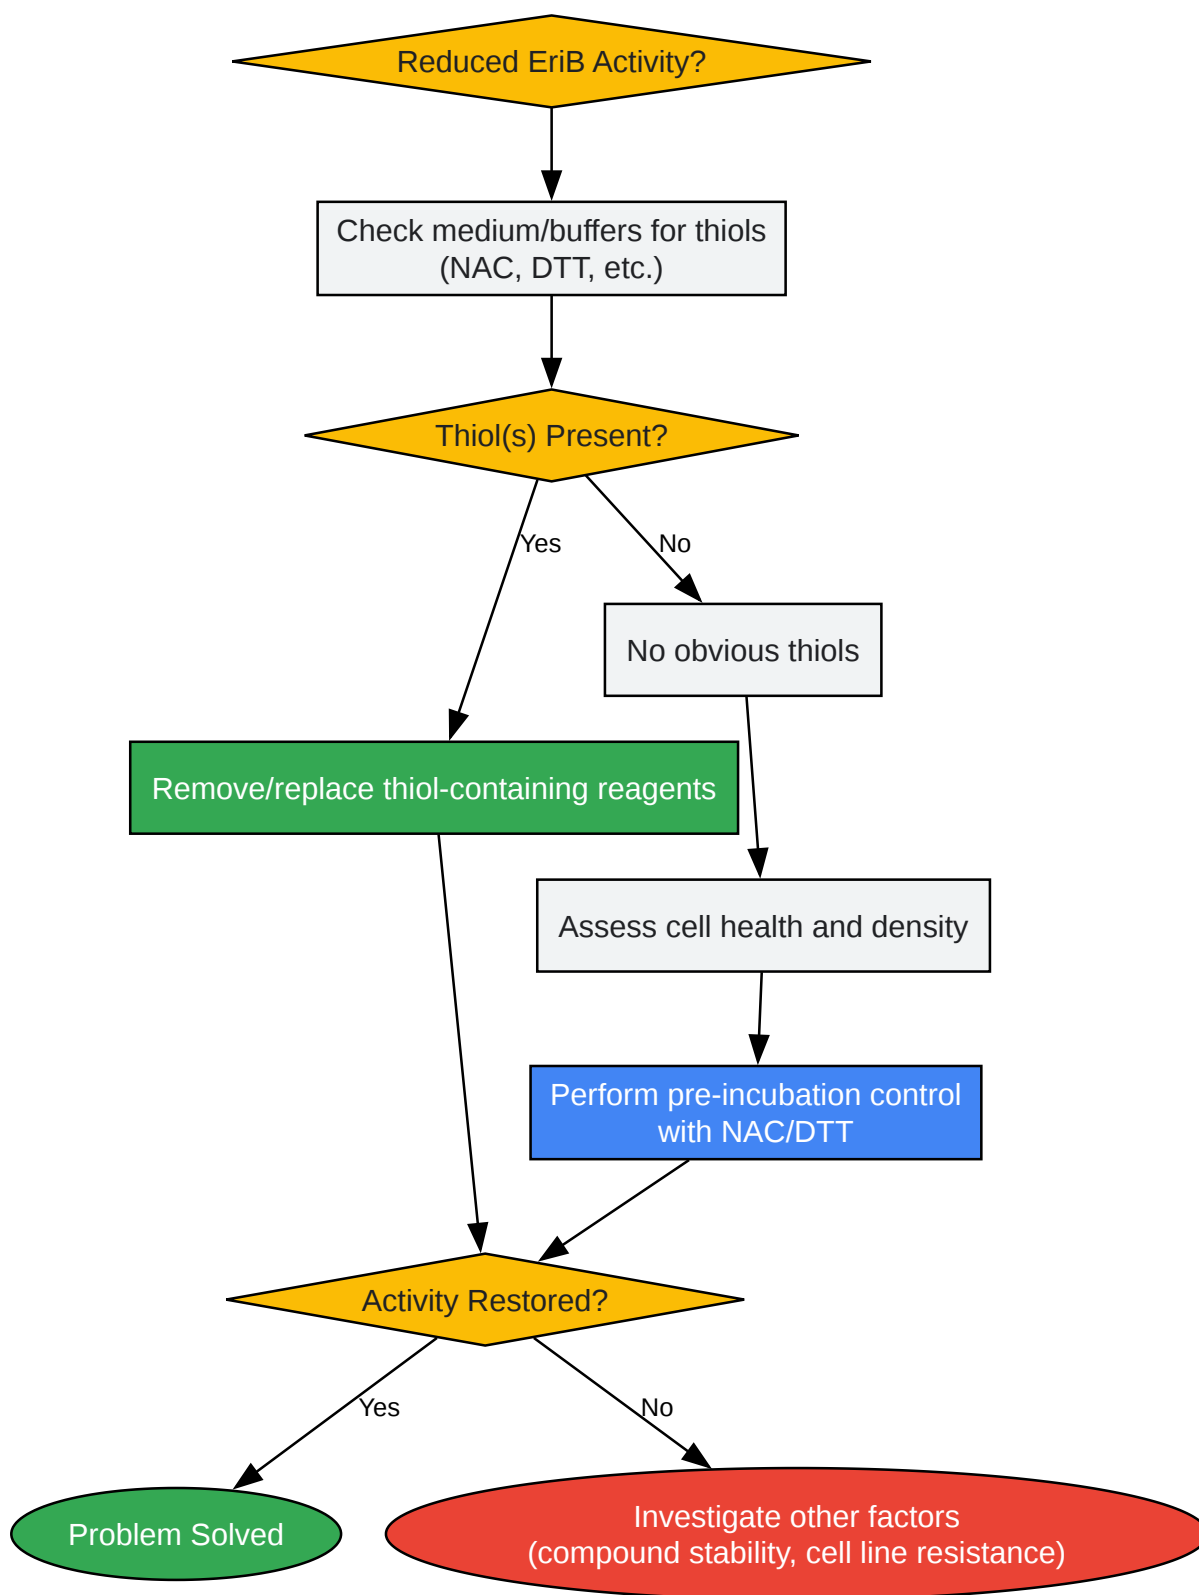 Reduced EriB Activity?
Check medium/buffers for thiols
(NAC, DTT, etc.)
Thiol(s) Present?
Yes
No
No obvious thiols
Remove/replace thiol-containing reagents
Assess cell health and density
Perform pre-incubation control
with NAC/DTT
Activity Restored?
Yes
No
Problem Solved
Investigate other factors
(compound stability, cell line resistance)